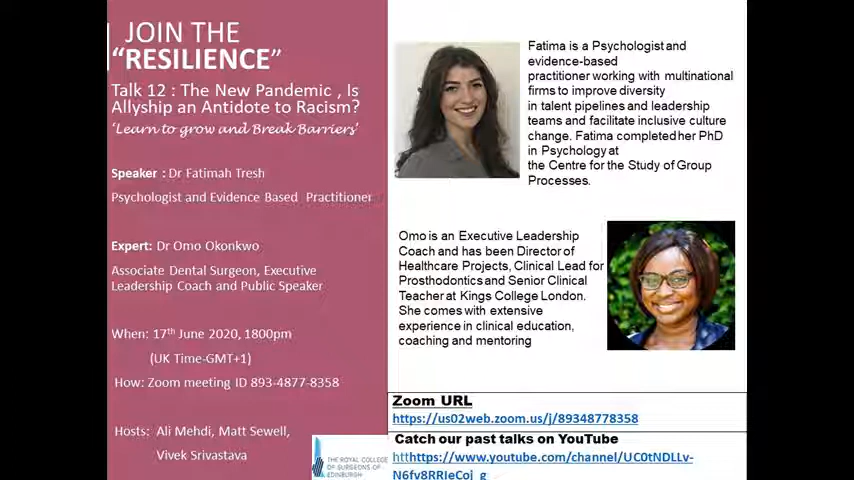 JOIN THE
“RESILIENCE”
Talk 12 : The New Pandemic , Is
Allyship an Antidote to Racism?
‘Learn to grow and Break Barriers’
Speaker : Dr Fatimah Tresh
Psychologist and Evidence Based Practitioner
Expert: Dr Omo Okonkwo
Associate Dental Surgeon, Executive
Leadership Coach and Public Speaker
When: 17th June 2020, 1800pm
(UK Time-GMT+1)
How: Zoom meeting ID 893-4877-8358
Hosts: Ali Mehdi, Matt Sewell,
Vivek Srivastava
THE ROYAL COLLEGE
OF SURGEONS OF
EDINBURGH
Fatima is a Psychologist and
evidence-based
practitioner working with multinational
firms to improve diversity
in talent pipelines and leadership
teams and facilitate inclusive culture
change. Fatima completed her PhD
in Psychology at
the Centre for the Study of Group
Processes.
Omo is an Executive Leadership
Coach and has been Director of
Healthcare Projects, Clinical Lead for
Prosthodontics and Senior Clinical
Teacher at Kings College London.
She comes with extensive
experience in clinical education,
coaching and mentoring
Zoom URL
https://us02web.zoom.us/j/89348778358
Catch our past talks on YouTube
htthttps://www.youtube.com/channel/UC0tNDLLv-
N6fv8RRIeCoj_g